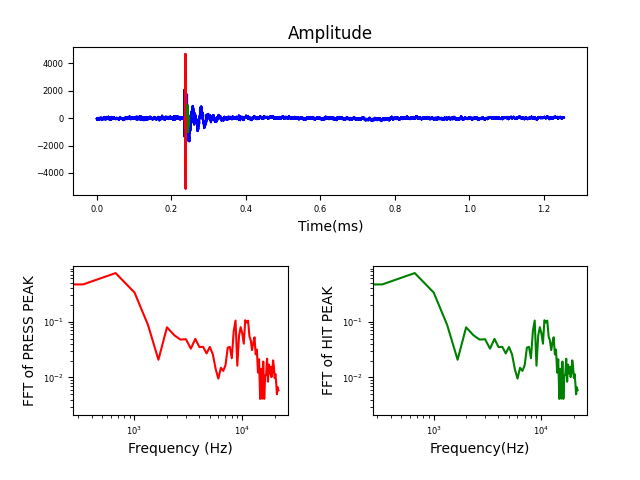 Amplitude
4000
2000
0
−2000
−4000
0.0 0.2 0.4 0.6 0.8 1.0 1.2
Time(ms)
FFT of PRESS PEAK
10⁻¹
10⁻²
10³ 10⁴
Frequency (Hz)
FFT of HIT PEAK
10⁻¹
10⁻²
10³ 10⁴
Frequency(Hz)